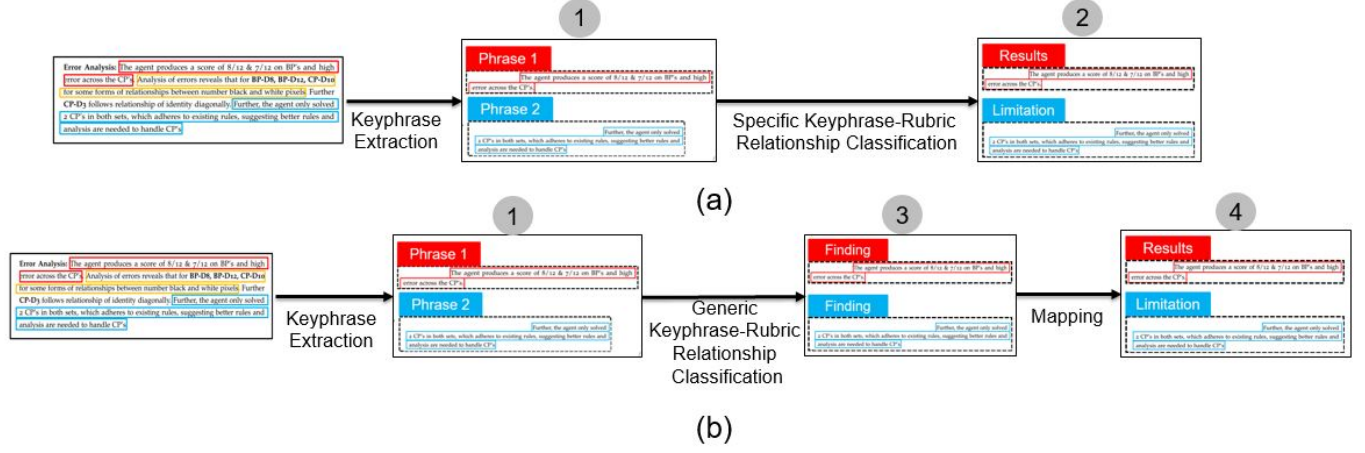 1
2
Error Analysis: The agent produces a score of 8/12 & 7/12 on BP's and high
error across the CP's. Analysis of errors reveals that for BP-D8, BP-D12, CP-D10
for some forms of relationships between number black and white pixels. Further
CP-D3 follows relationship of identity diagonally. Further, the agent only solved
2 CP's in both sets, which adheres to existing rules, suggesting better rules and
analysis are needed to handle CP's
Keyphrase
Extraction
Phrase 1
The agent produces a score of 8/12 & 7/12 on BP's and high
error across the CP's.
Phrase 2
Further, the agent only solved
2 CP's in both sets, which adheres to existing rules, suggesting better rules and
analysis are needed to handle CP's
Specific Keyphrase-Rubric
Relationship Classification
Results
The agent produces a score of 8/12 & 7/12 on BP's and high
error across the CP's.
Limitation
Further, the agent only solved
2 CP's in both sets, which adheres to existing rules, suggesting better rules and
analysis are needed to handle CP's
(a)
1
3
4
Error Analysis: The agent produces a score of 8/12 & 7/12 on BP's and high
error across the CP's. Analysis of errors reveals that for BP-D8, BP-D12, CP-D10
for some forms of relationships between number black and white pixels. Further
CP-D3 follows relationship of identity diagonally. Further, the agent only solved
2 CP's in both sets, which adheres to existing rules, suggesting better rules and
analysis are needed to handle CP's
Keyphrase
Extraction
Phrase 1
The agent produces a score of 8/12 & 7/12 on BP's and high
error across the CP's.
Phrase 2
Further, the agent only solved
2 CP's in both sets, which adheres to existing rules, suggesting better rules and
analysis are needed to handle CP's
Generic
Keyphrase-Rubric
Relationship
Classification
Finding
The agent produces a score of 8/12 & 7/12 on BP's and high
error across the CP's.
Finding
Further, the agent only solved
2 CP's in both sets, which adheres to existing rules, suggesting better rules and
analysis are needed to handle CP's
Mapping
Results
The agent produces a score of 8/12 & 7/12 on BP's and high
error across the CP's.
Limitation
Further, the agent only solved
2 CP's in both sets, which adheres to existing rules, suggesting better rules and
analysis are needed to handle CP's
(b)